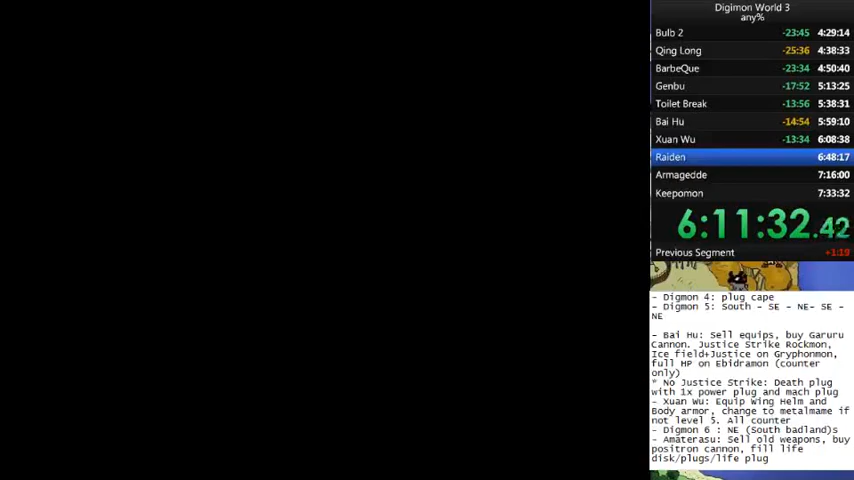 Digimon World 3
any%
Bulb 2 -23:45 4:29:14
Qing Long -25:36 4:38:33
BarbeQue -23:34 4:50:40
Genbu -17:52 5:13:25
Toilet Break -13:56 5:38:31
Bai Hu -14:54 5:59:10
Xuan Wu -13:34 6:08:38
Raiden 6:48:17
Armagedde 7:16:00
Keepomon 7:33:32
6:11:32.42
Previous Segment +1:19
- Digmon 4: plug cape
- Digmon 5: South - SE - NE- SE -
NE
- Bai Hu: Sell equips, buy Garuru
Cannon. Justice Strike Rockmon,
Ice field+Justice on Gryphonmon,
full HP on Ebidramon (counter
only)
* No Justice Strike: Death plug
with 1x power plug and mach plug
- Xuan Wu: Equip Wing Helm and
Body armor, change to metalmame if
not level 5. All counter
- Digmon 6 : NE (South badland)s
- Amaterasu: Sell old weapons, buy
positron cannon, fill life
disk/plugs/life plug